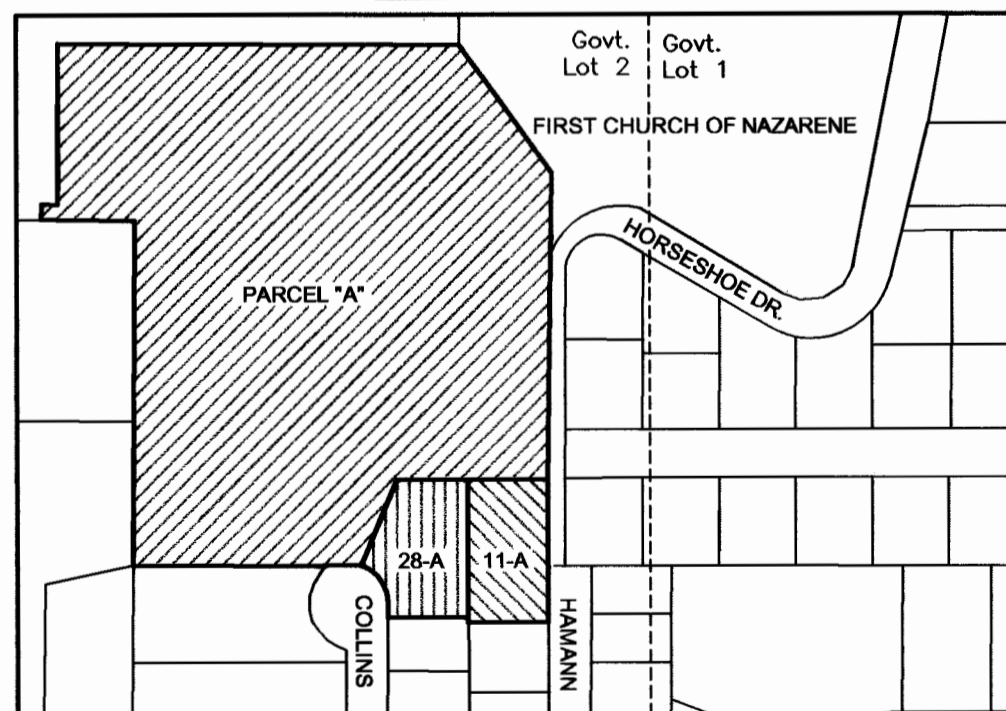 Govt.
Lot 2
Govt.
Lot 1
FIRST CHURCH OF NAZARENE
HORSESHOE DR.
PARCEL "A"
28-A
11-A
COLLINS
HAMANN